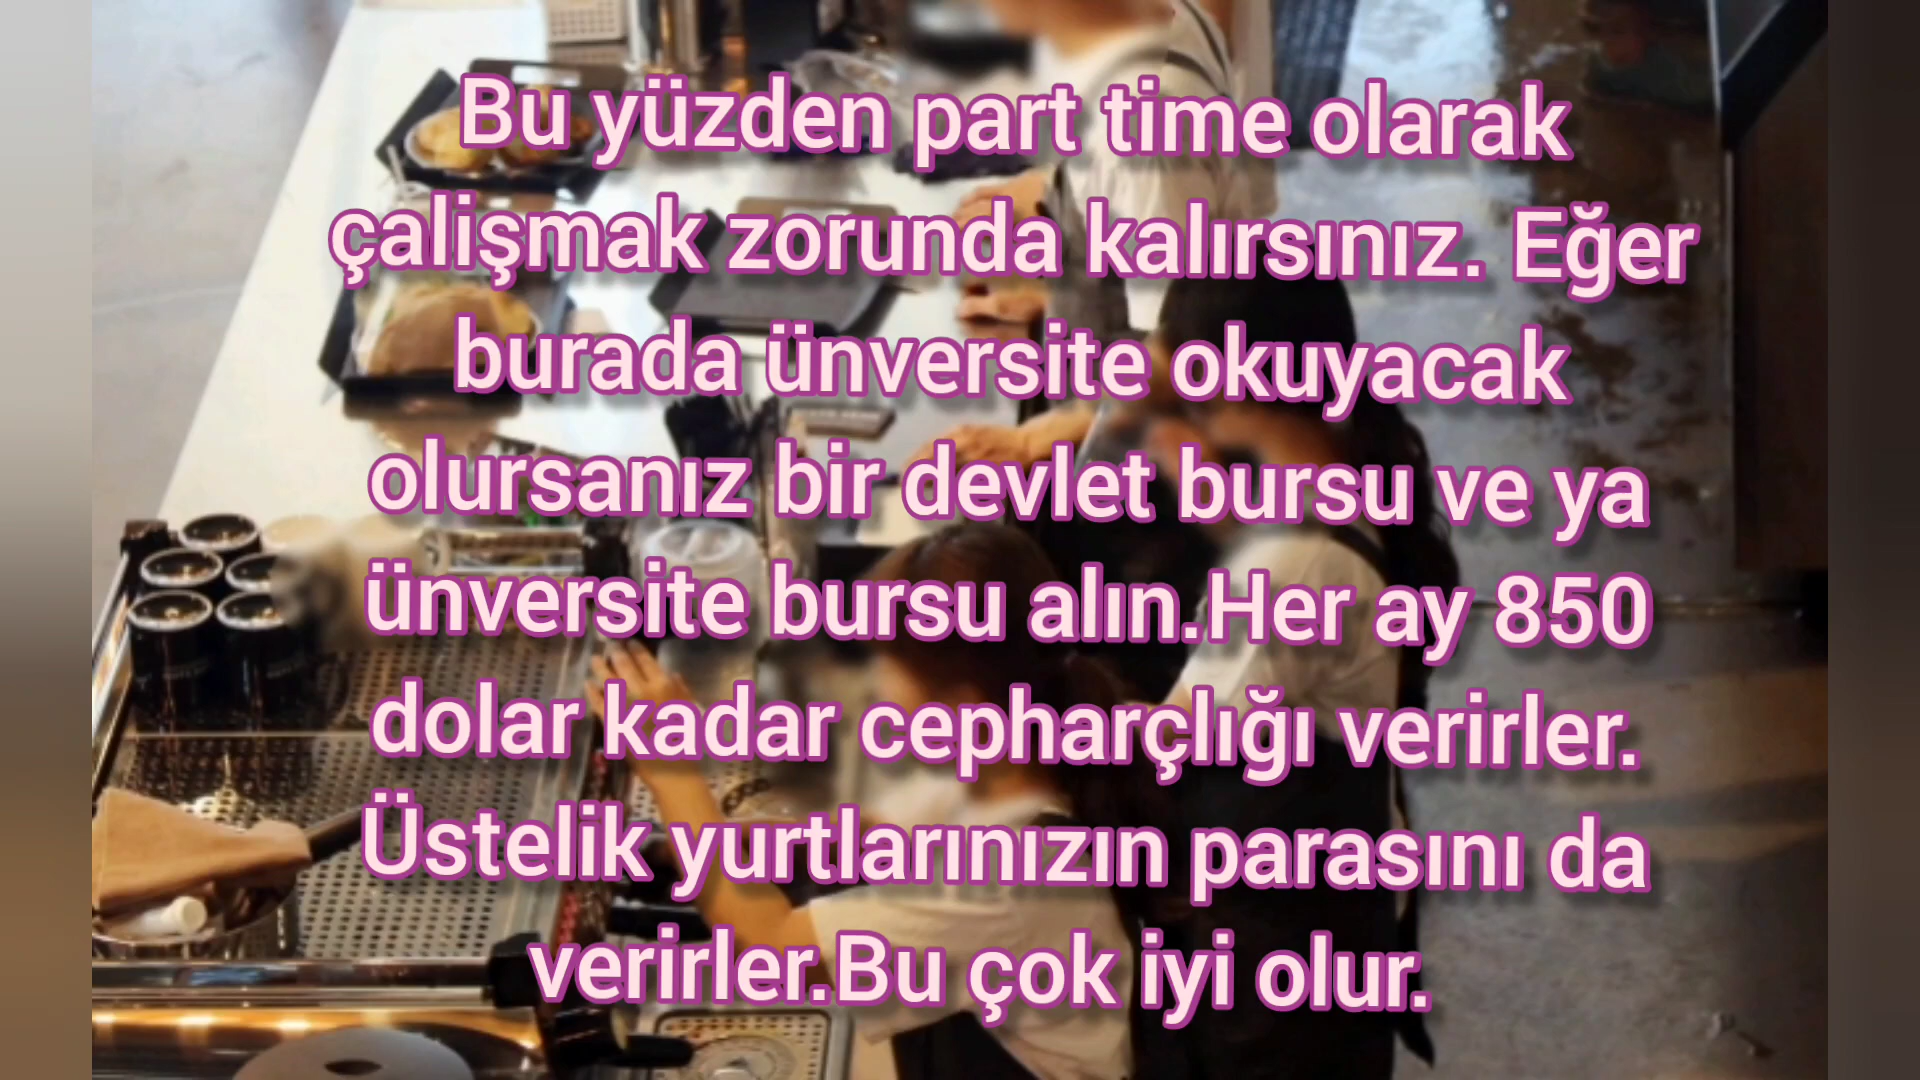 Bu yüzden part time olarak
çalişmak zorunda kalırsınız. Eğer
burada ünversite okuyacak
olursanız bir devlet bursu ve ya
ünversite bursu alın.Her ay 850
dolar kadar cepharçlığı verirler.
Üstelik yurtlarınızın parasını da
verirler.Bu çok iyi olur.